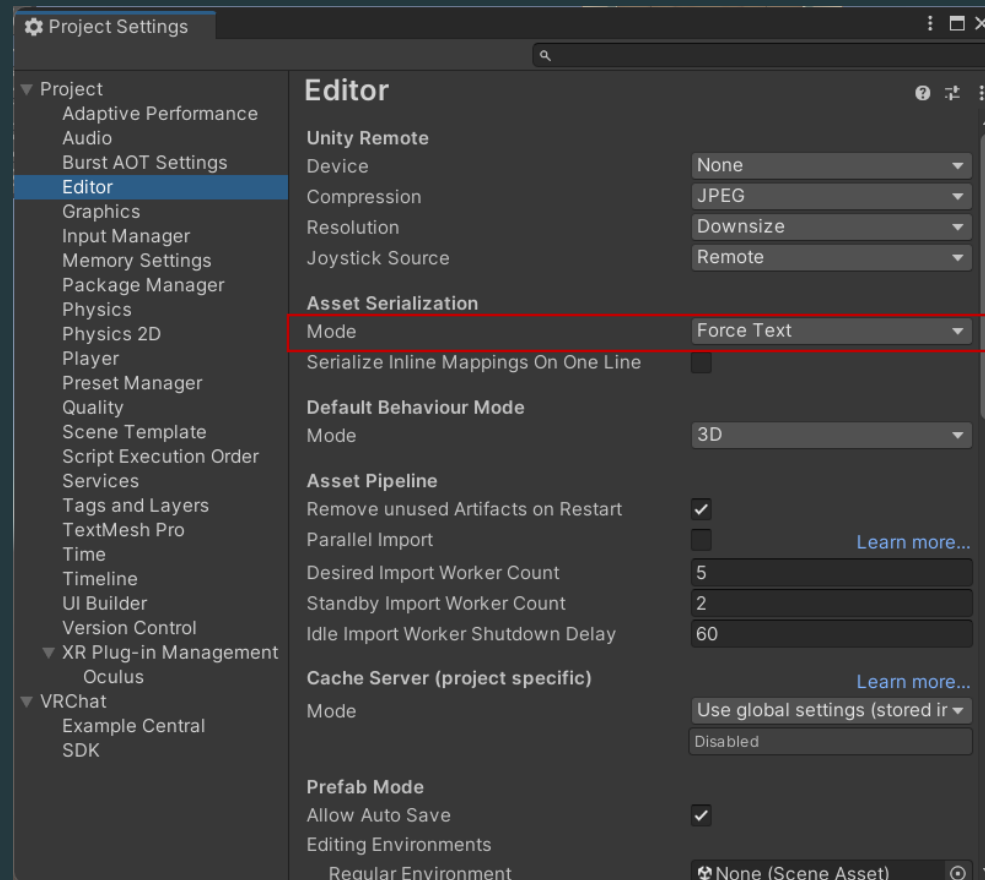 Project Settings
Project
Adaptive Performance
Audio
Burst AOT Settings
Editor
Graphics
Input Manager
Memory Settings
Package Manager
Physics
Physics 2D
Player
Preset Manager
Quality
Scene Template
Script Execution Order
Services
Tags and Layers
TextMesh Pro
Time
Timeline
UI Builder
Version Control
XR Plug-in Management
Oculus
VRChat
Example Central
SDK
Editor
Unity Remote
Device None
Compression JPEG
Resolution Downsize
Joystick Source Remote
Asset Serialization
Mode Force Text
Serialize Inline Mappings On One Line
Default Behaviour Mode
Mode 3D
Asset Pipeline
Remove unused Artifacts on Restart
Parallel Import Learn more...
Desired Import Worker Count 5
Standby Import Worker Count 2
Idle Import Worker Shutdown Delay 60
Cache Server (project specific) Learn more...
Mode Use global settings (stored ir
Disabled
Prefab Mode
Allow Auto Save
Editing Environments
Regular Environment None (Scene Asset)